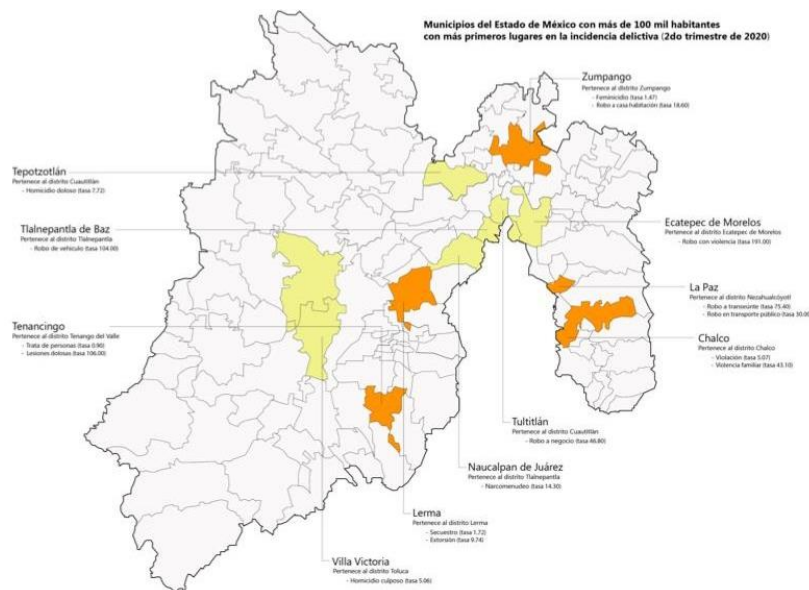 Municipios del Estado de México con más de 100 mil habitantes
con más primeros lugares en la incidencia delictiva (2do trimestre de 2020)
Zumpango
Pertenece al distrito Zumpango
- Feminicidio (tasa 1.47)
- Robo a casa habitación (tasa 18.60)
Tepotzotlán
Pertenece al distrito Cuautitlán
- Homicidio doloso (tasa 7.72)
Tlalnepantla de Baz
Pertenece al distrito Tlalnepantla
- Robo de vehículo (tasa 104.00)
Ecatepec de Morelos
Pertenece al distrito Ecatepec de Morelos
- Robo con violencia (tasa 191.00)
La Paz
Pertenece al distrito Nezahualcóyotl
- Robo a transeúnte (tasa 75.40)
- Robo en transporte público (tasa 30.00)
Tenancingo
Pertenece al distrito Tenango del Valle
- Trata de personas (tasa 0.96)
- Lesiones dolosas (tasa 106.00)
Chalco
Pertenece al distrito Chalco
- Violación (tasa 5.07)
- Violencia familiar (tasa 43.10)
Tultitlán
Pertenece al distrito Cuautitlán
- Robo a negocio (tasa 46.80)
Naucalpan de Juárez
Pertenece al distrito Tlalnepantla
- Narcomenudeo (tasa 14.30)
Lerma
Pertenece al distrito Lerma
- Secuestro (tasa 1.72)
- Extorsión (tasa 9.74)
Villa Victoria
Pertenece al distrito Toluca
- Homicidio culposo (tasa 5.06)